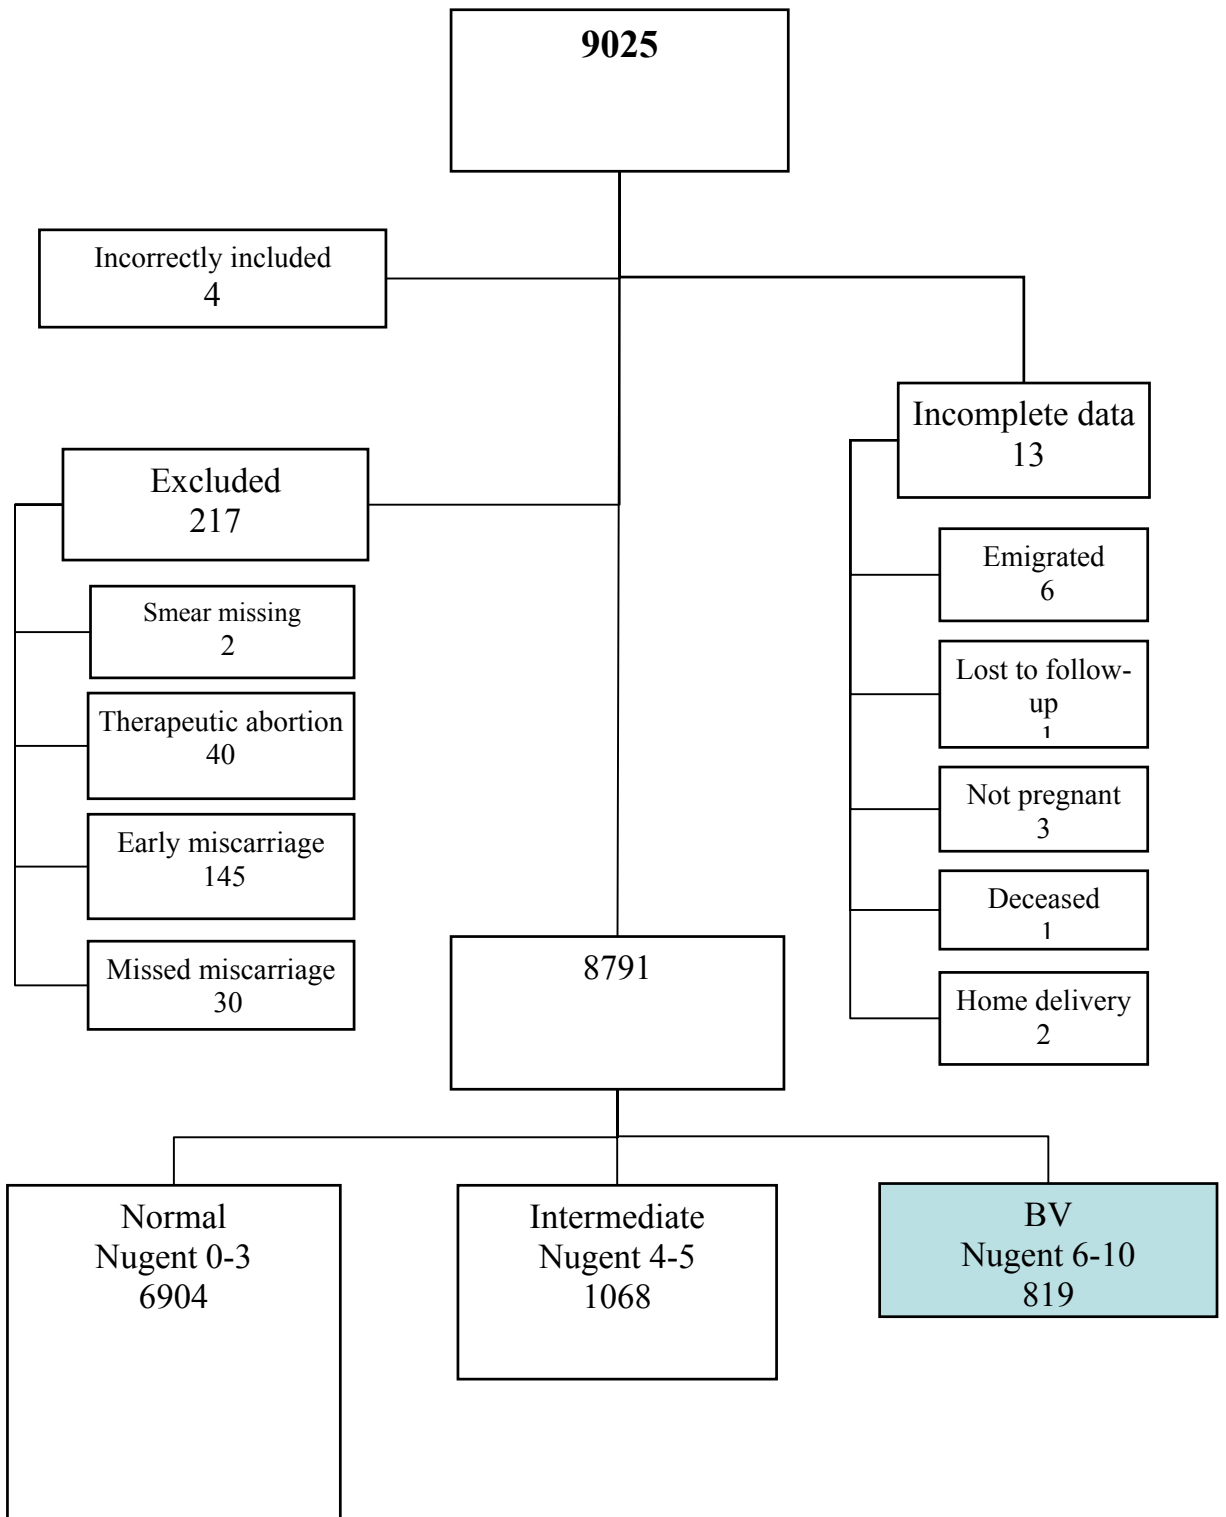 9025
Incorrectly included
4
Incomplete data
13
Excluded
217
Emigrated
6
Smear missing
2
Lost to follow-
up
1
Therapeutic abortion
40
Not pregnant
3
Early miscarriage
145
Deceased
1
Missed miscarriage
30
8791
Home delivery
2
Normal
Nugent 0-3
6904
Intermediate
Nugent 4-5
1068
BV
Nugent 6-10
819